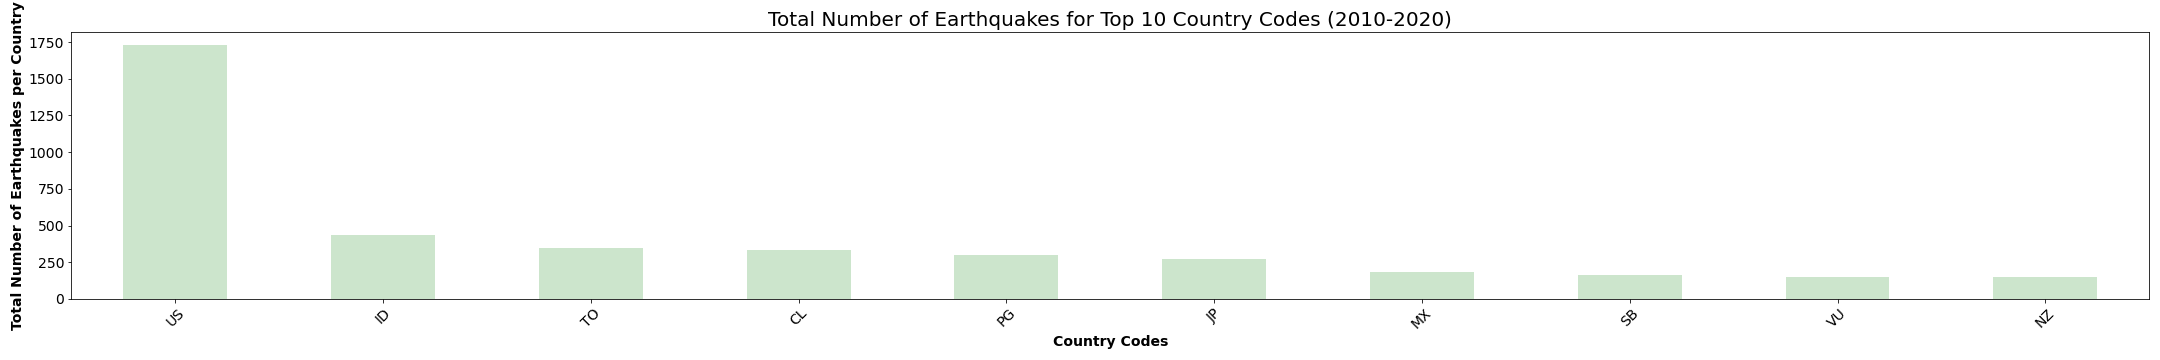 Total Number of Earthquakes for Top 10 Country Codes (2010-2020)
Total Number of Earthquakes per Country
1750
1500
1250
1000
750
500
250
0
US ID TO CL PG JP MX SB VU NZ
Country Codes